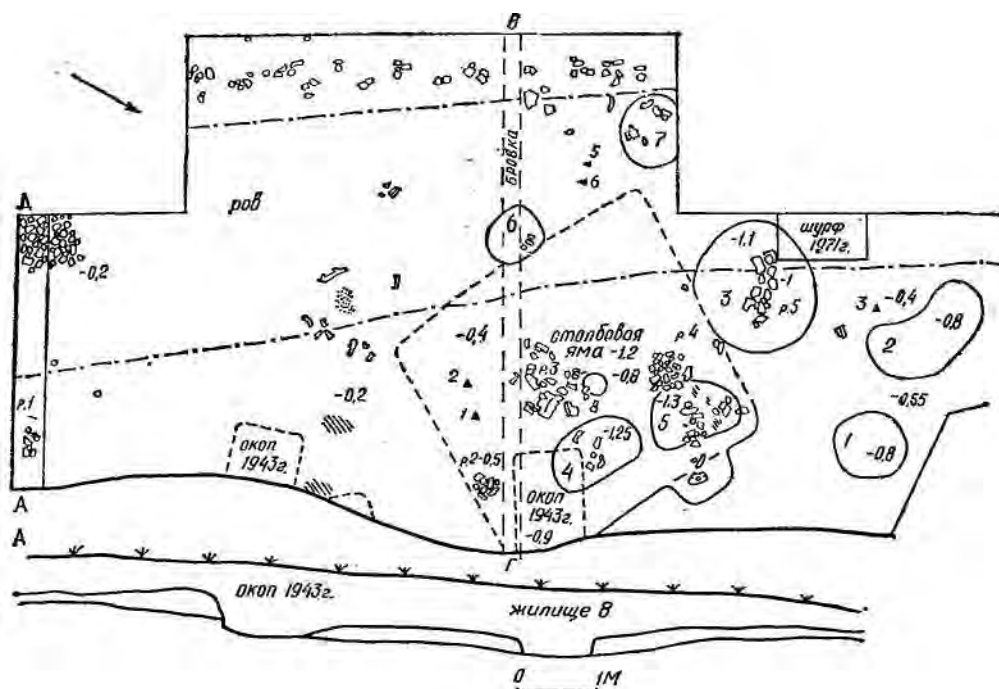 В
бровка
7
5
6
ров
Д
-0,2
6
шурф
1971г.
-1.1
-1
3
р.5
3
-0,4
-0,8
2
-0,4
столбовая
яма -1.2
р.4
р.3
-0,8
2
-0,2
1
-1.3
5
-0,55
р.1
окоп
1943г.
-1,25
4
1
-0,8
р.2-0,5
окоп
1943г.
-0,9
А
Г
А
окоп 1943г.
жилище 8
0
1М